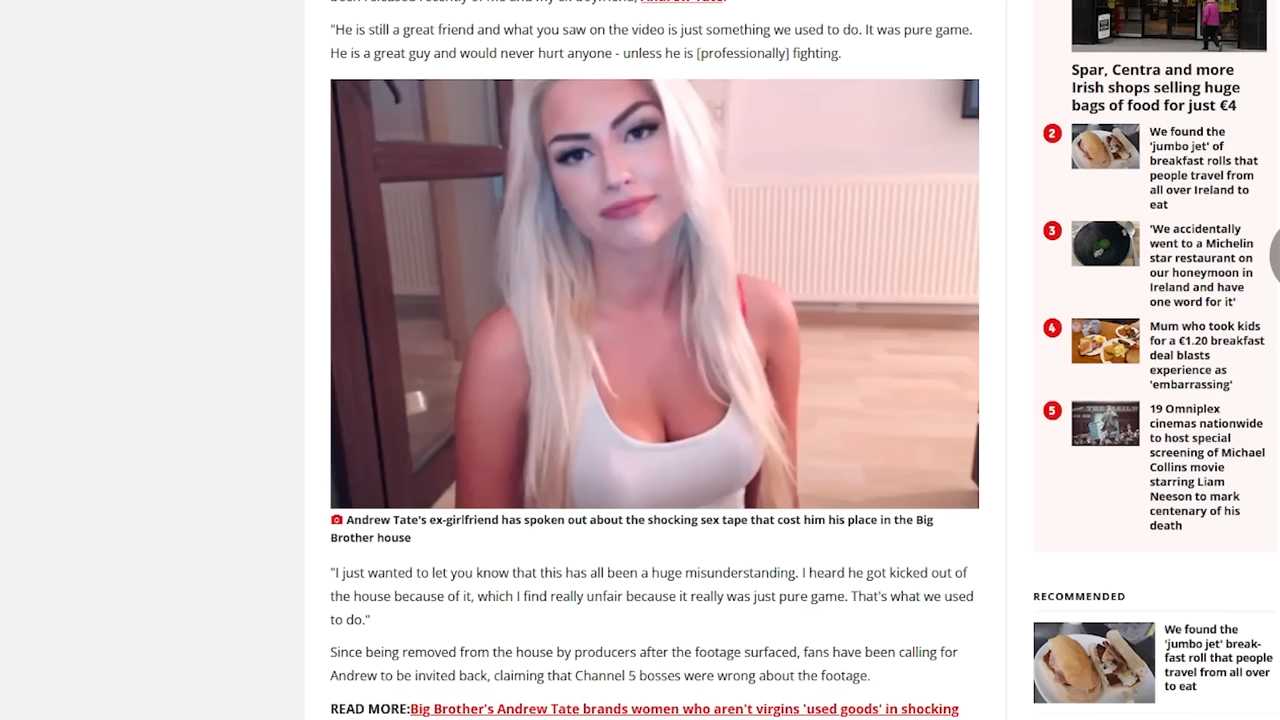 "He is still a great friend and what you saw on the video is just something we used to do. It was pure game.
He is a great guy and would never hurt anyone - unless he is [professionally] fighting.
Andrew Tate's ex-girlfriend has spoken out about the shocking sex tape that cost him his place in the Big
Brother house
"I just wanted to let you know that this has all been a huge misunderstanding. I heard he got kicked out of
the house because of it, which I find really unfair because it really was just pure game. That's what we used
to do."
Since being removed from the house by producers after the footage surfaced, fans have been calling for
Andrew to be invited back, claiming that Channel 5 bosses were wrong about the footage.
READ MORE:Big Brother's Andrew Tate brands women who aren't virgins 'used goods' in shocking
Spar, Centra and more
Irish shops selling huge
bags of food for just €4
2
We found the
'jumbo jet' of
breakfast rolls that
people travel from
all over Ireland to
eat
3
'We accidentally
went to a Michelin
star restaurant on
our honeymoon in
Ireland and have
one word for it'
4
Mum who took kids
for a €1.20 breakfast
deal blasts
experience as
'embarrassing'
5
19 Omniplex
cinemas nationwide
to host special
screening of Michael
Collins movie
starring Liam
Neeson to mark
centenary of his
death
RECOMMENDED
We found the
'jumbo jet' break-
fast roll that people
travel from all over
to eat